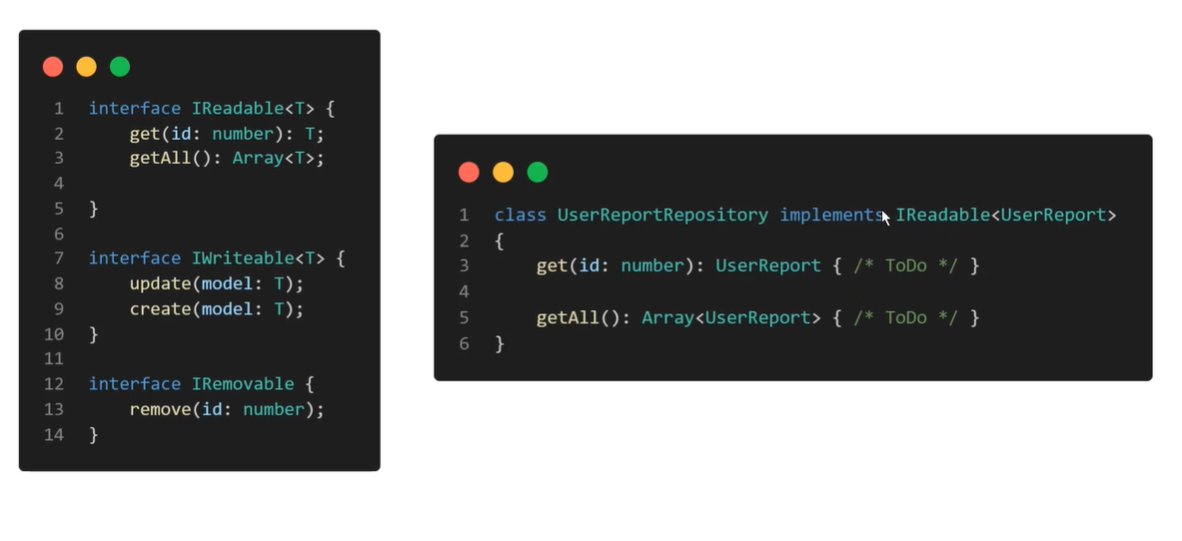 1 interface IReadable<T> {
2 get(id: number): T;
3 getAll(): Array<T>;
4
5 }
6
7 interface IWriteable<T> {
8 update(model: T);
9 create(model: T);
10 }
11
12 interface IRemovable {
13 remove(id: number);
14 }
1 class UserReportRepository implements IReadable<UserReport>
2 {
3 get(id: number): UserReport { /* ToDo */ }
4
5 getAll(): Array<UserReport> { /* ToDo */ }
6 }